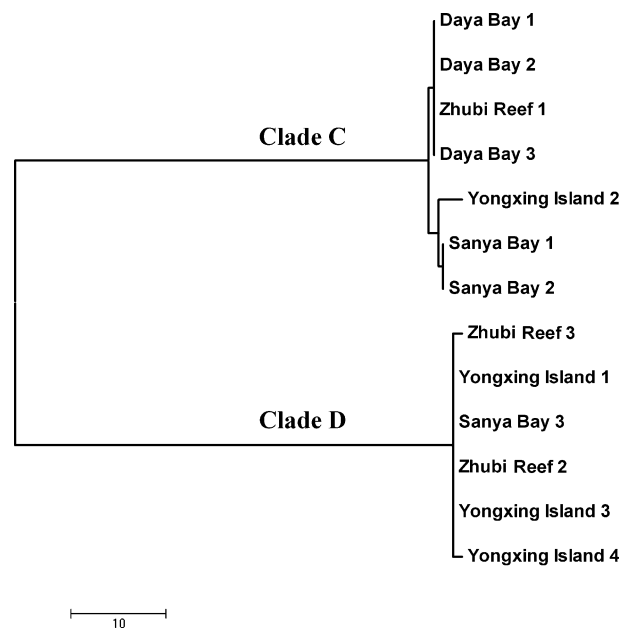 Daya Bay 1
Daya Bay 2
Zhubi Reef 1
Clade C
Daya Bay 3
Yongxing Island 2
Sanya Bay 1
Sanya Bay 2
Zhubi Reef 3
Yongxing Island 1
Clade D
Sanya Bay 3
Zhubi Reef 2
Yongxing Island 3
Yongxing Island 4
10